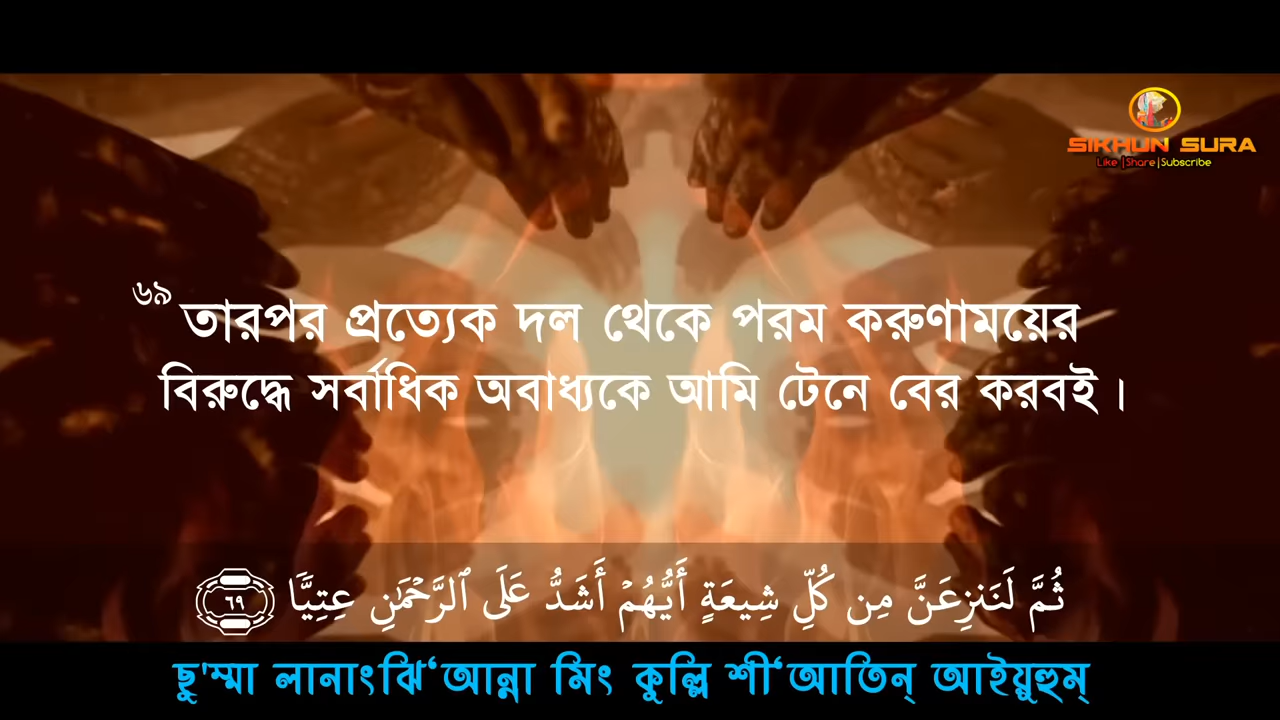 SIKHUN SURA
Like |Share|Subscribe
৬৯ তারপর প্রত্যেক দল থেকে পরম করুণাময়ের
বিরুদ্ধে সর্বাধিক অবাধ্যকে আমি টেনে বের করবই।
ثُمَّ لَنَنزِعَنَّ مِن كُلِّ شِيعَةٍ أَيُّهُمْ أَشَدُّ عَلَى ٱلرَّحْمَٰنِ عِتِيًّا ٦٩
ছু'ম্মা লানাংঝি‘আন্না মিং কুল্লি শী‘আতিন্ আইয়ুহুম্